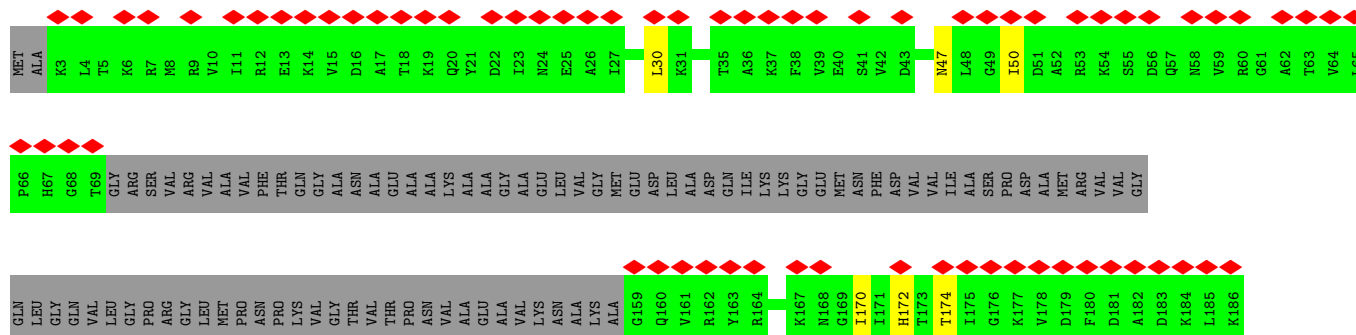 MET ALA K3 L4 T5 K6 R7 M8 R9 V10 I11 R12 E13 K14 V15 D16 A17 T18 K19 Q20 Y21 D22 I23 N24 E25 A26 I27 L30 K31 T35 A36 K37 F38 V39 E40 S41 V42 D43 N47 L48 G49 I50 D51 A52 R53 K54 S55 D56 Q57 N58 V59 R60 G61 A62 T63 V64 L65
P66 H67 G68 T69 GLY ARG SER VAL ARG VAL ALA VAL PHE THR GLN GLY ALA ASN ALA GLU ALA ALA LYS ALA ALA GLY ALA GLU LEU VAL GLY MET GLU ASP LEU ALA ASP GLN ILE LYS LYS GLY GLU MET ASN PHE ASP VAL VAL ILE ALA SER PRO ASP ALA MET ARG VAL VAL GLY
GLN LEU GLY GLN VAL LEU GLY PRO ARG GLY LEU MET PRO ASN PRO LYS VAL GLY THR VAL THR PRO ASN VAL ALA GLU ALA VAL LYS ASN ALA LYS ALA G159 Q160 V161 R162 Y163 R164 K167 N168 G169 I170 I171 H172 T173 T174 I175 G176 K177 V178 D179 F180 D181 A182 D183 K184 L185 K186